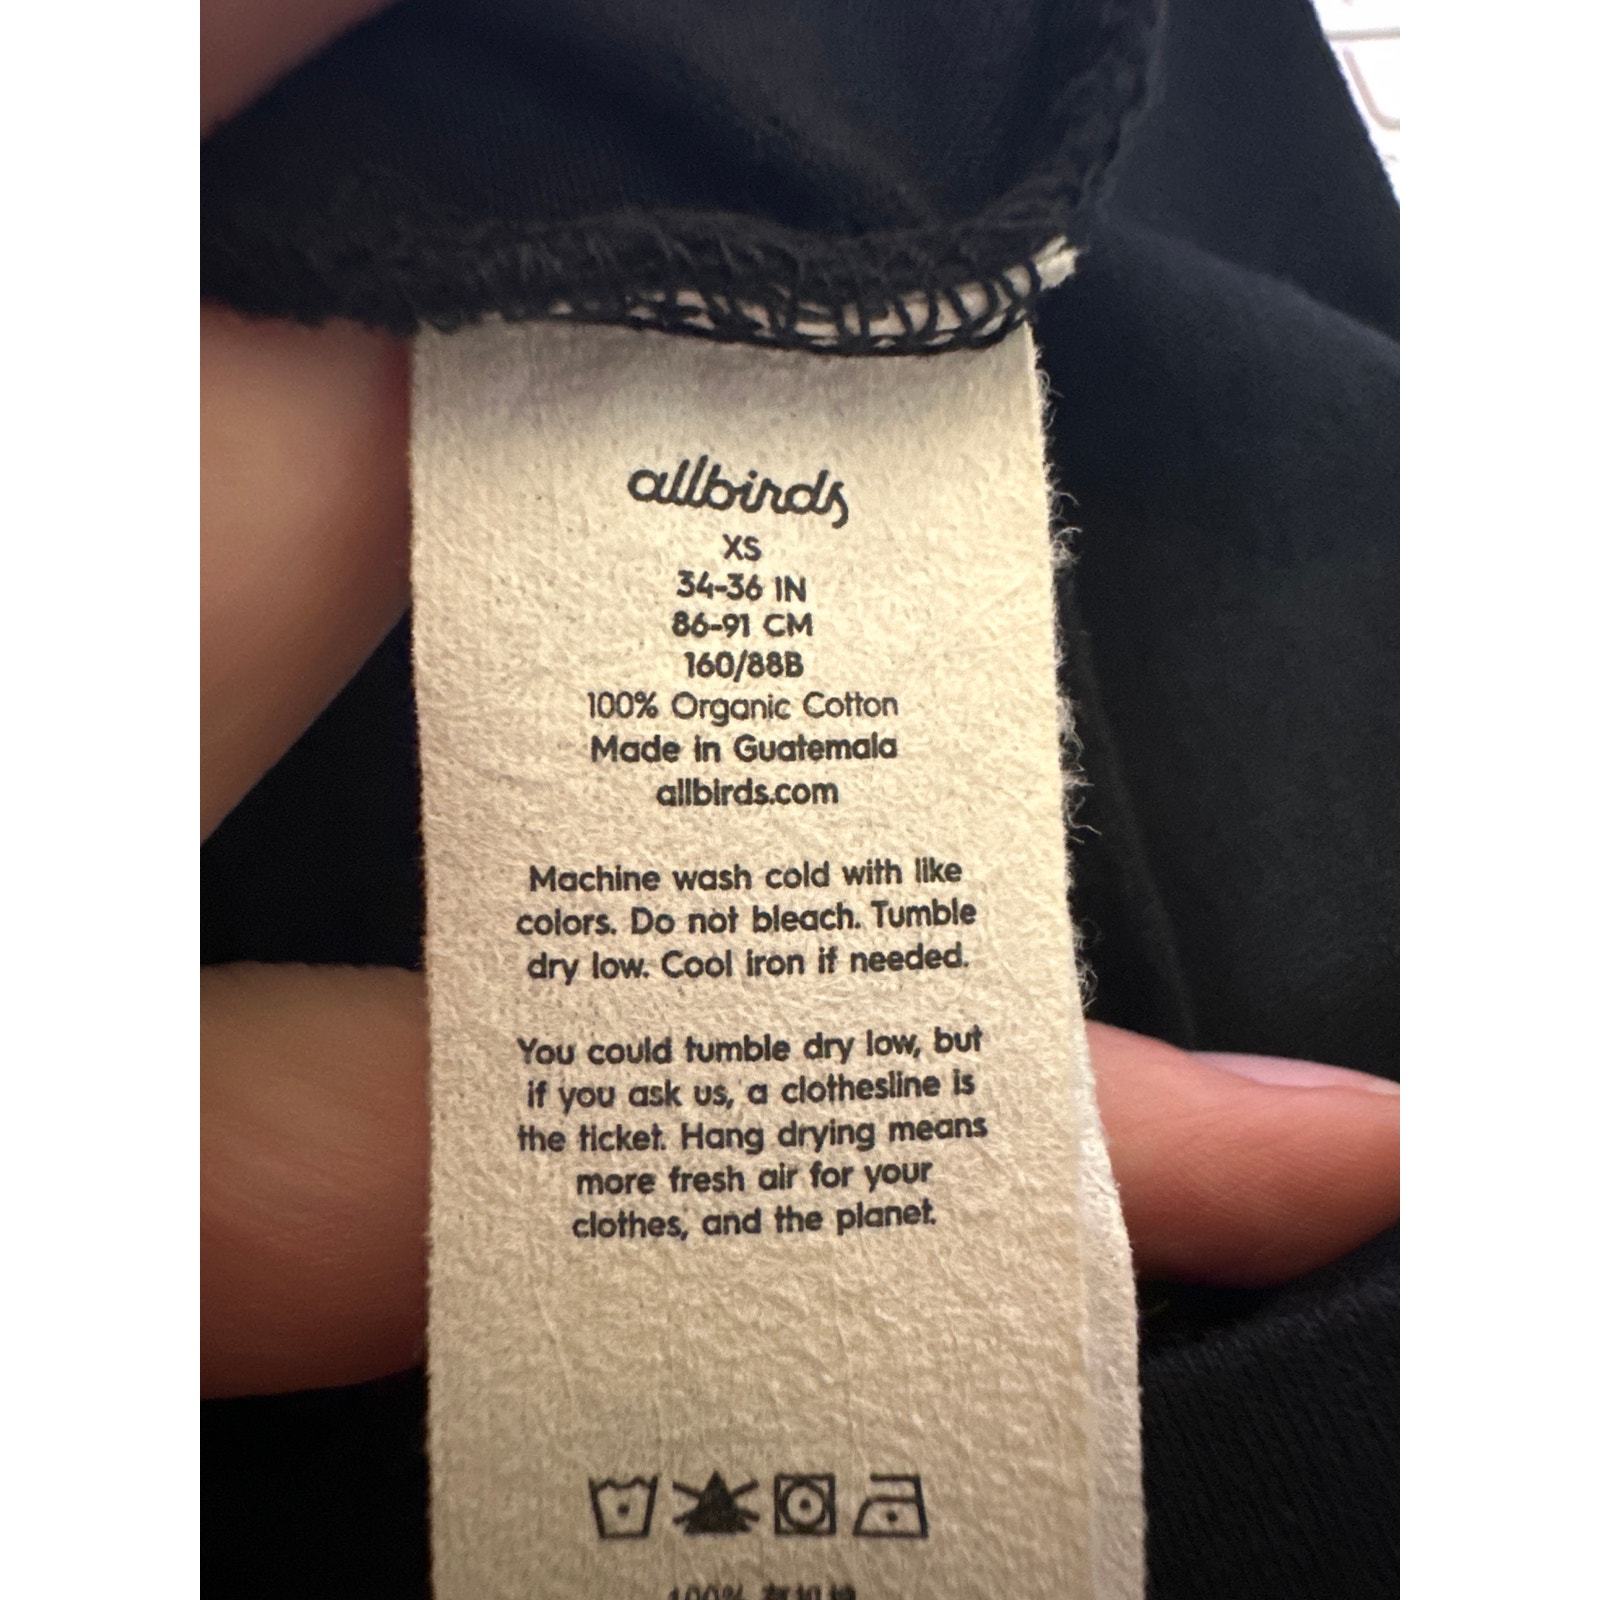 allbirds
XS
34-36 IN
86-91 CM
160/88B
100% Organic Cotton
Made in Guatemala
allbirds.com
Machine wash cold with like
colors. Do not bleach. Tumble
dry low. Cool iron if needed.
You could tumble dry low, but
if you ask us, a clothesline is
the ticket. Hang drying means
more fresh air for your
clothes, and the planet.
100%